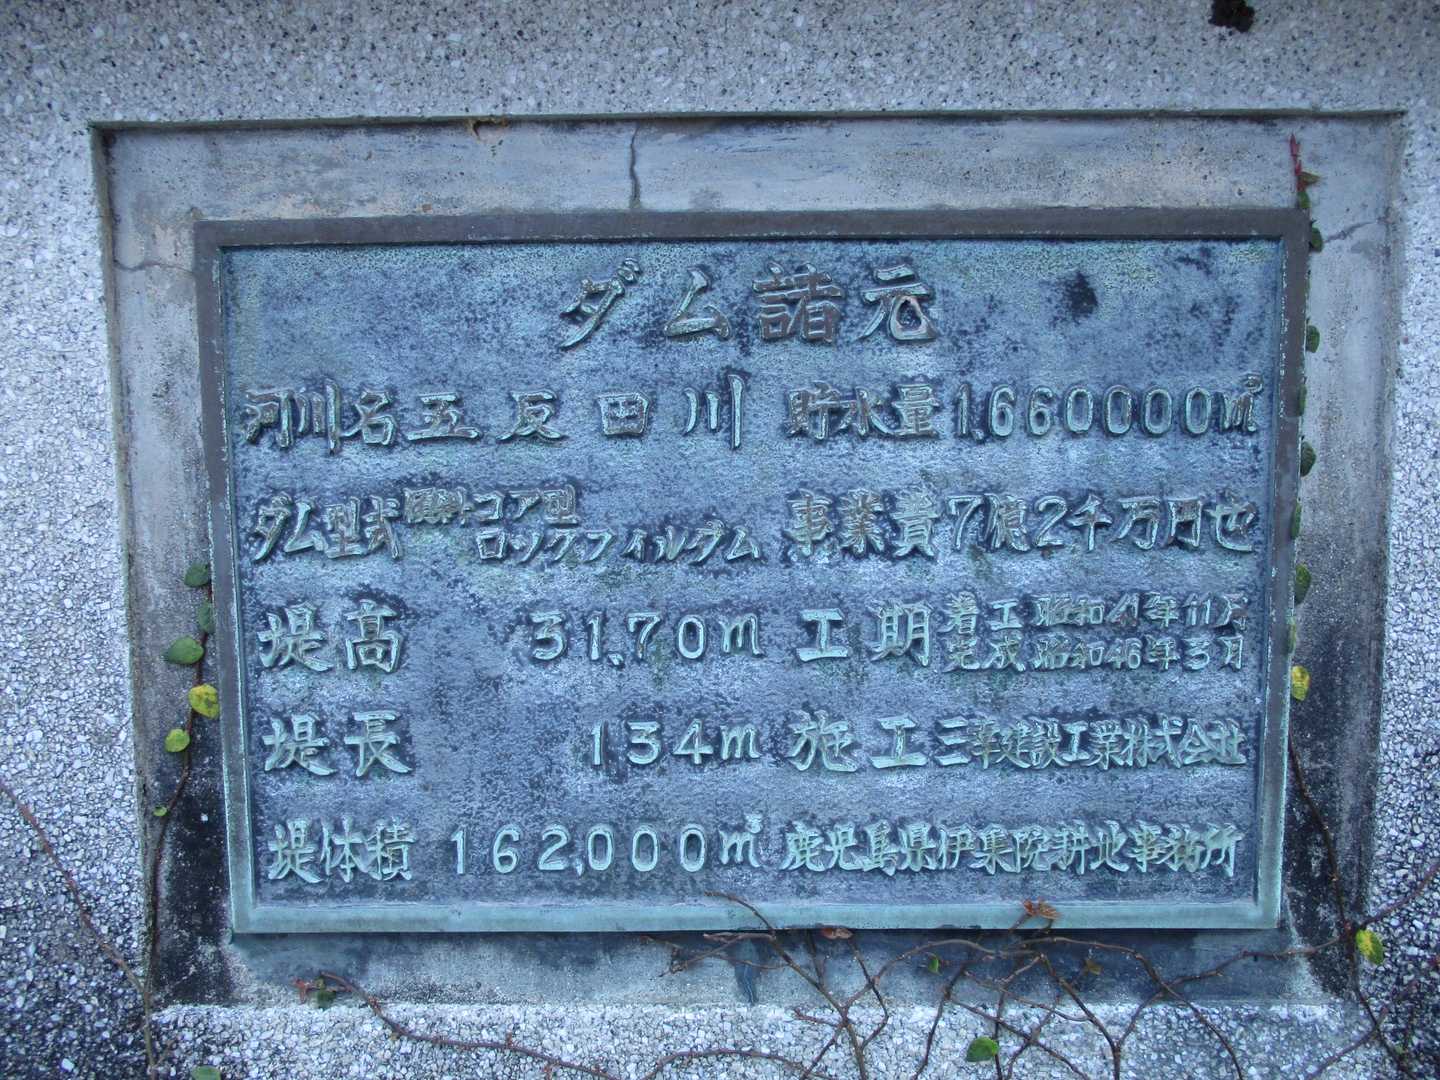 ダム諸元
河川名 五反田川
ダム型式 傾斜コア型
ロックフィルダム
堤高 31.70m
堤長 134m
堤体積 162,000m³
貯水量 1.660000m³
事業費 7億2千万円也
工期 着工 昭和41年11月
完成 昭和46年3月
施工 三幸建設工業株式会社
鹿児島県伊集院耕地事務所